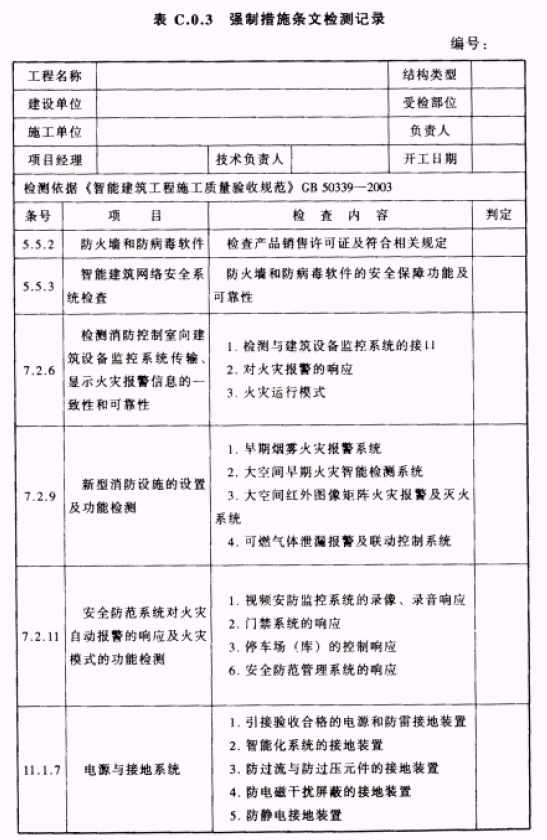 表 C.0.3 强制措施条文检测记录
编号：
工程名称 结构类型
建设单位 受检部位
施工单位 负责人
项目经理 技术负责人 开工日期
检测依据《智能建筑工程施工质量验收规范》GB 50339—2003
条号 项 目 检 查 内 容 判定
5.5.2 防火墙和防病毒软件 检查产品销售许可证及符合相关规定
5.5.3
智能建筑网络安全系
统检查
防火墙和防病毒软件的安全保障功能及
可靠性
7.2.6
检测消防控制室向建
筑设备监控系统传输、
显示火灾报警信息的一
致性和可靠性
1. 检测与建筑设备监控系统的接口
2. 对火灾报警的响应
3. 火灾运行模式
7.2.9
新型消防设施的设置
及功能检测
1. 早期烟雾火灾报警系统
2. 大空间早期火灾智能检测系统
3. 大空间红外图像矩阵火灾报警及灭火
系统
4. 可燃气体泄漏报警及联动控制系统
7.2.11
安全防范系统对火灾
自动报警的响应及火灾
模式的功能检测
1. 视频安防监控系统的录像、录音响应
2. 门禁系统的响应
3. 停车场（库）的控制响应
6. 安全防范管理系统的响应
11.1.7
电源与接地系统
1. 引接验收合格的电源和防雷接地装置
2. 智能化系统的接地装置
3. 防过流与防过压元件的接地装置
4. 防电磁干扰屏蔽的接地装置
5. 防静电接地装置